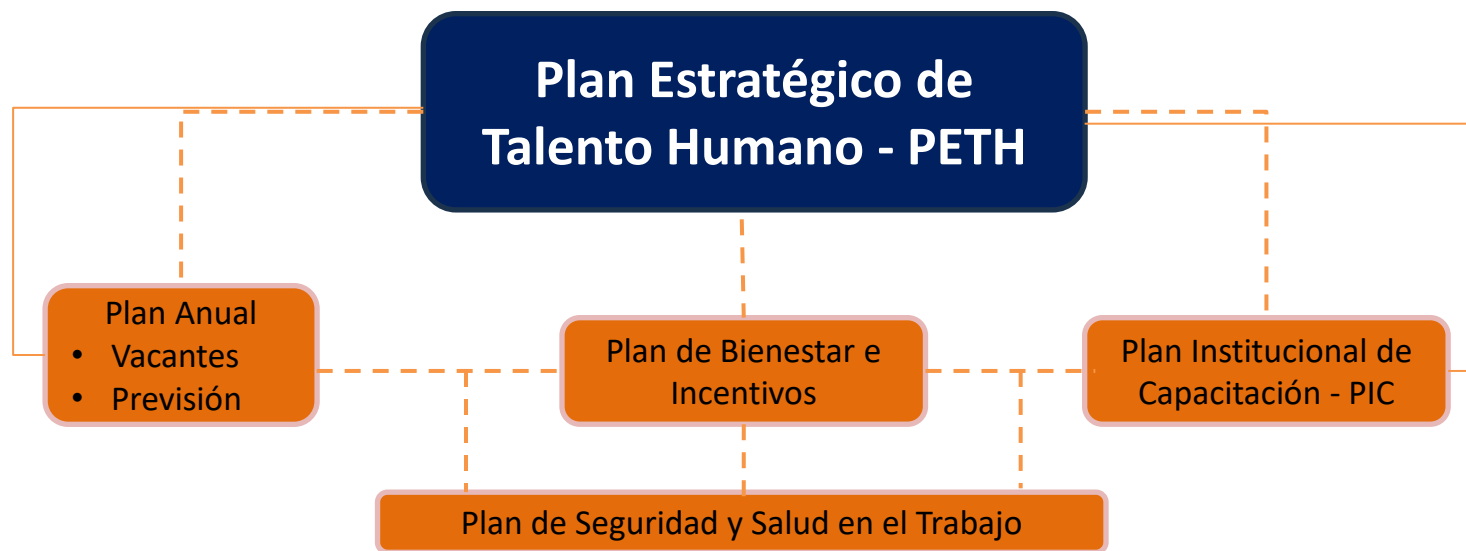 Plan Estratégico de
Talento Humano - PETH
Plan Anual
• Vacantes
• Previsión
Plan de Bienestar e
Incentivos
Plan Institucional de
Capacitación - PIC
Plan de Seguridad y Salud en el Trabajo